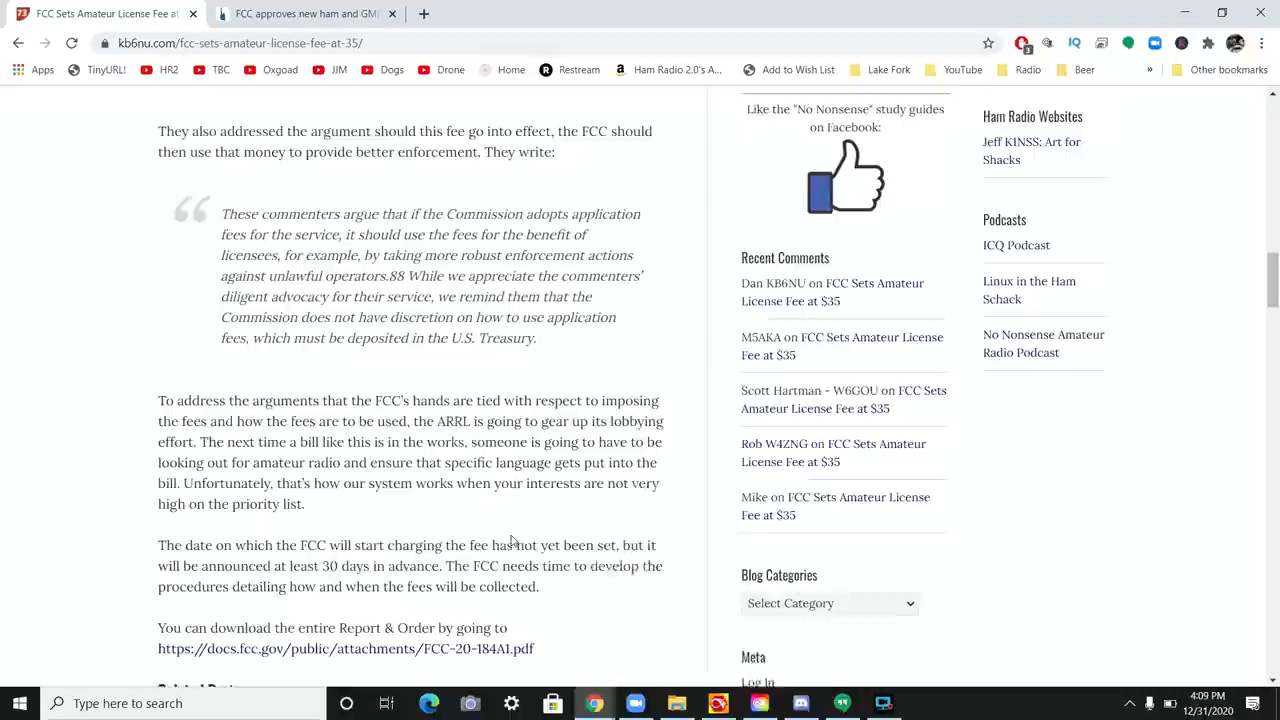 73
FCC Sets Amateur License Fee at
FCC approves new ham and GM
kb6nu.com/fcc-sets-amateur-license-fee-at-35/
3
IQ
Apps
TinyURL!
HR2
TBC
Oxgoad
JJM
Dogs
Drone
Home
Restream
Ham Radio 2.0's A...
Add to Wish List
Lake Fork
YouTube
Radio
Beer
»
Other bookmarks
They also addressed the argument should this fee go into effect, the FCC should
then use that money to provide better enforcement. They write:
These commenters argue that if the Commission adopts application
fees for the service, it should use the fees for the benefit of
licensees, for example, by taking more robust enforcement actions
against unlawful operators.88 While we appreciate the commenters’
diligent advocacy for their service, we remind them that the
Commission does not have discretion on how to use application
fees, which must be deposited in the U.S. Treasury.
To address the arguments that the FCC’s hands are tied with respect to imposing
the fees and how the fees are to be used, the ARRL is going to gear up its lobbying
effort. The next time a bill like this is in the works, someone is going to have to be
looking out for amateur radio and ensure that specific language gets put into the
bill. Unfortunately, that’s how our system works when your interests are not very
high on the priority list.
The date on which the FCC will start charging the fee has not yet been set, but it
will be announced at least 30 days in advance. The FCC needs time to develop the
procedures detailing how and when the fees will be collected.
You can download the entire Report & Order by going to
https://docs.fcc.gov/public/attachments/FCC-20-184A1.pdf
Like the "No Nonsense" study guides
on Facebook:
Recent Comments
Dan KB6NU on FCC Sets Amateur
License Fee at $35
M5AKA on FCC Sets Amateur License
Fee at $35
Scott Hartman - W6GOU on FCC Sets
Amateur License Fee at $35
Rob W4ZNG on FCC Sets Amateur
License Fee at $35
Mike on FCC Sets Amateur License
Fee at $35
Blog Categories
Select Category
Meta
Log In
Ham Radio Websites
Jeff K1NSS: Art for
Shacks
Podcasts
ICQ Podcast
Linux in the Ham
Schack
No Nonsense Amateur
Radio Podcast
Type here to search
4:09 PM
12/31/2020